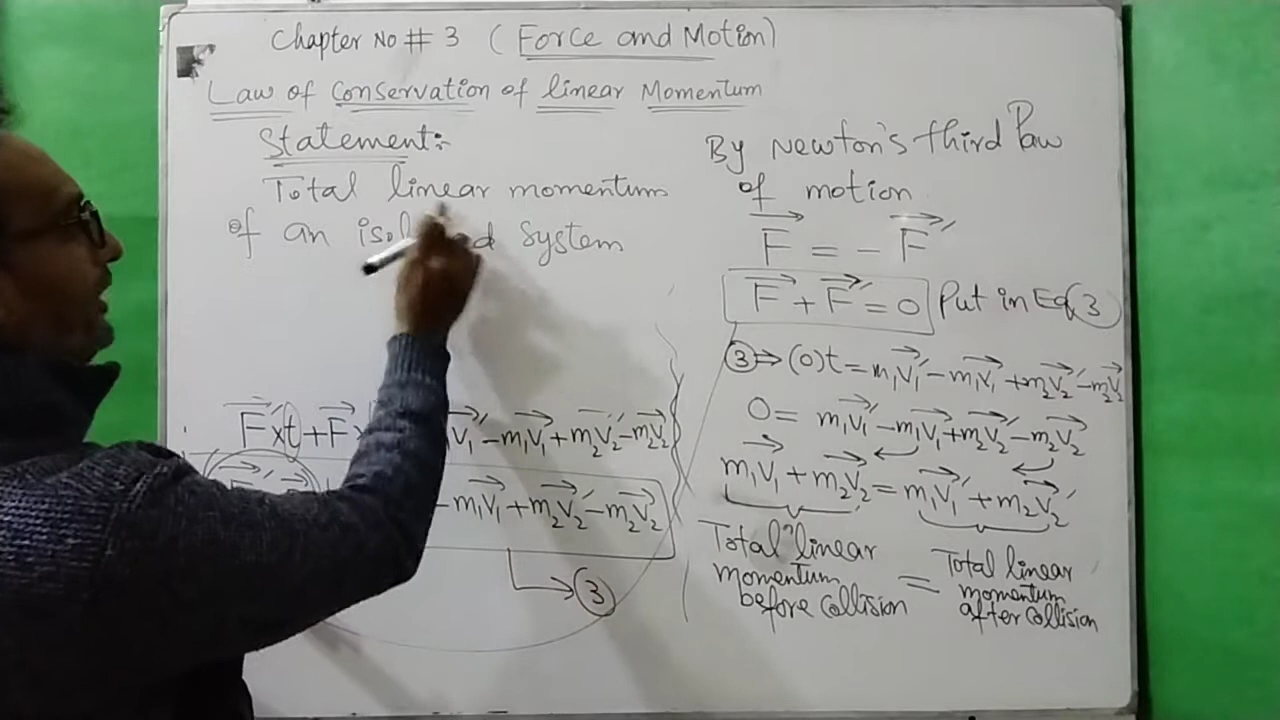 Chapter No # 3 (Force and Motion)
Law of Conservation of linear Momentum
Statement:
Total linear momentum
of an isolated System
F'xt + F V₁' - m₁V₁ + m₂V₂' - m₂V₂
- m₁V₁ + m₂V₂' - m₂V₂
3
By Newton's third law
of motion
F = - F'
F + F' = 0 Put in Eq 3
3 ⇒ (0)t = m₁V₁' - m₁V₁ + m₂V₂' - m₂V₂
0 = m₁V₁' - m₁V₁ + m₂V₂' - m₂V₂
m₁V₁ + m₂V₂ = m₁V₁' + m₂V₂'
Total linear
momentum
before collision
=
Total linear
momentum
after collision